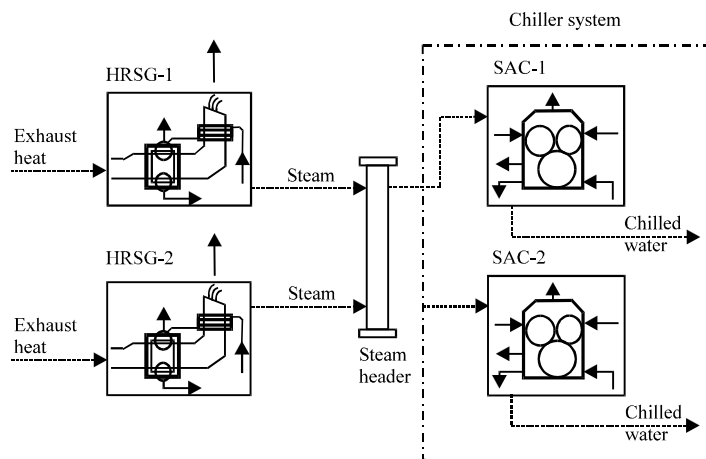 Chiller system
HRSG-1
SAC-1
Exhaust
heat
Steam
Chilled
water
HRSG-2
SAC-2
Exhaust
heat
Steam
Steam
header
Chilled
water